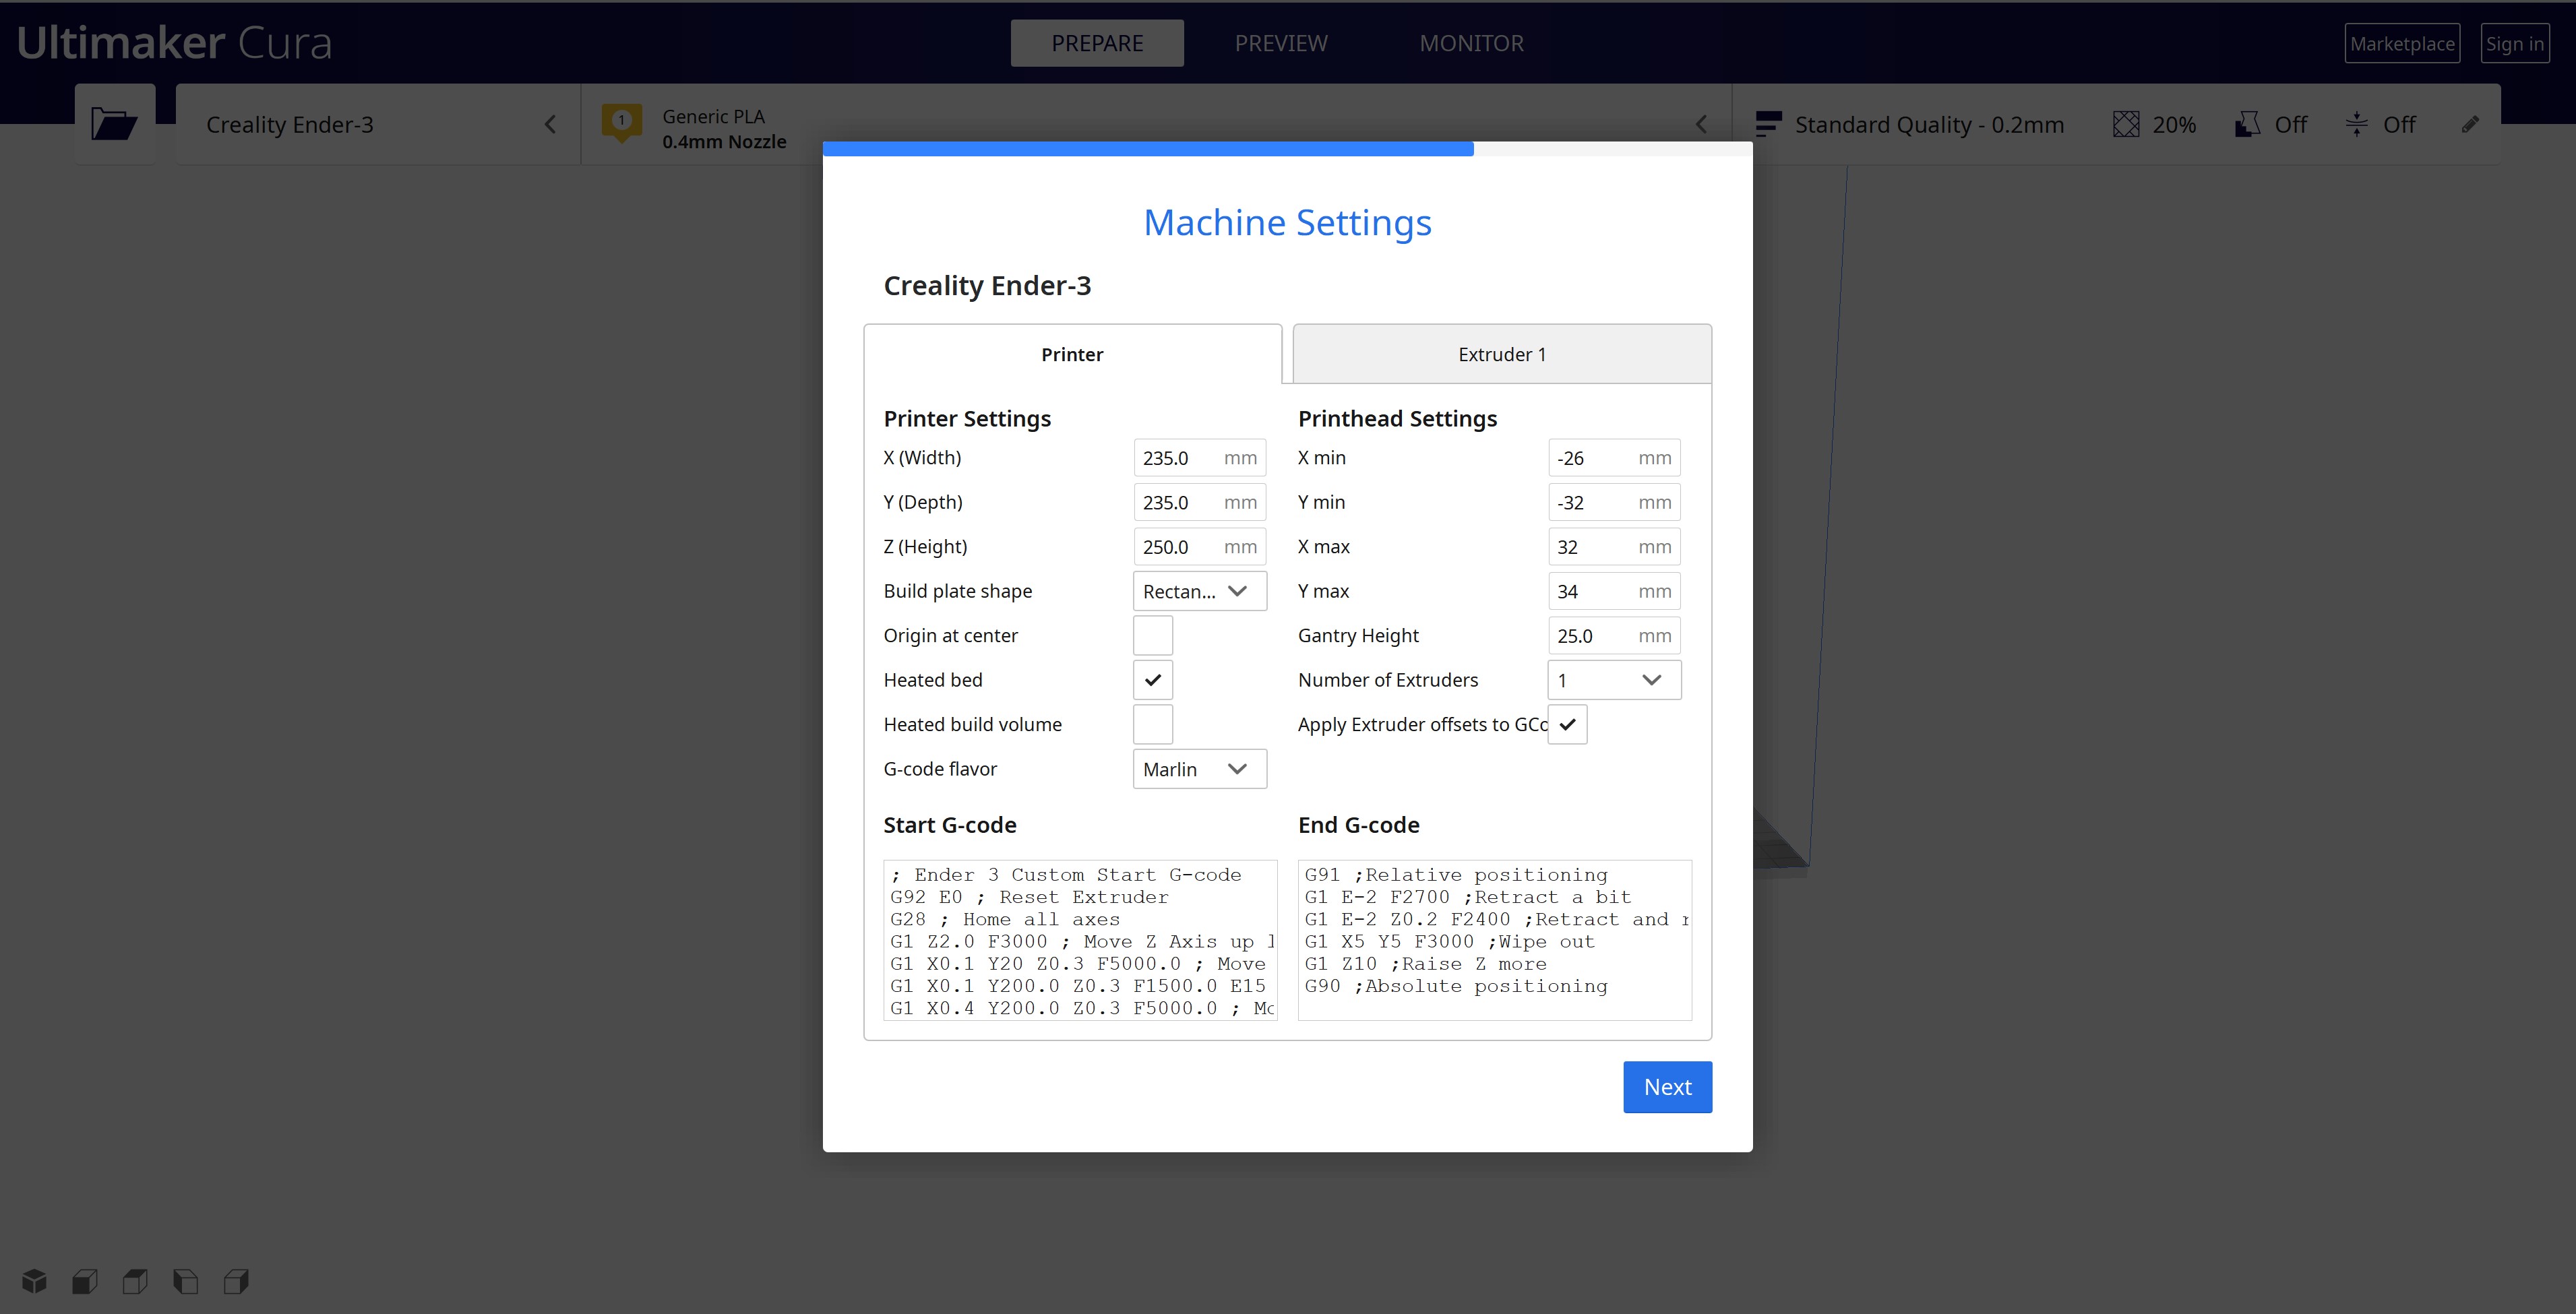 Ultimaker Cura
PREPARE
PREVIEW
MONITOR
Marketplace
Sign in
Creality Ender-3
1
Generic PLA
0.4mm Nozzle
Standard Quality - 0.2mm
20%
Off
Off
Machine Settings
Creality Ender-3
Printer
Extruder 1
Printer Settings
X (Width) 235.0 mm
Y (Depth) 235.0 mm
Z (Height) 250.0 mm
Build plate shape Rectan...
Origin at center
Heated bed
Heated build volume
G-code flavor Marlin
Printhead Settings
X min -26 mm
Y min -32 mm
X max 32 mm
Y max 34 mm
Gantry Height 25.0 mm
Number of Extruders 1
Apply Extruder offsets to GCo
Start G-code
; Ender 3 Custom Start G-code
G92 E0 ; Reset Extruder
G28 ; Home all axes
G1 Z2.0 F3000 ; Move Z Axis up l
G1 X0.1 Y20 Z0.3 F5000.0 ; Move
G1 X0.1 Y200.0 Z0.3 F1500.0 E15
G1 X0.4 Y200.0 Z0.3 F5000.0 ; Mo
End G-code
G91 ;Relative positioning
G1 E-2 F2700 ;Retract a bit
G1 E-2 Z0.2 F2400 ;Retract and r
G1 X5 Y5 F3000 ;Wipe out
G1 Z10 ;Raise Z more
G90 ;Absolute positioning
Next